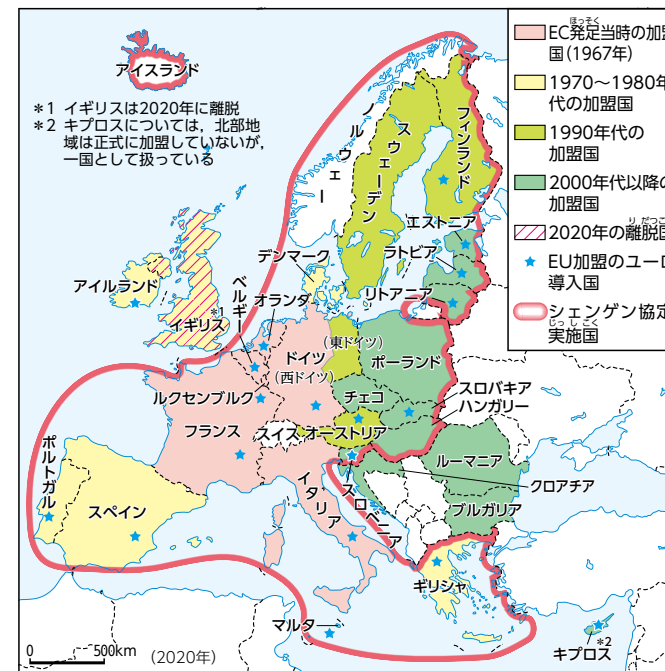 ほっそく
EC発足当時の加盟
国(1967年)
1970〜1980年
代の加盟国
1990年代の
加盟国
2000年代以降の
加盟国
り だつこ
2020年の離脱国
EU加盟のユーロ
導入国
シェンゲン協定
じっ し こく
実施国
アイスランド
*1 イギリスは2020年に離脱
*2 キプロスについては，北部地
域は正式に加盟していないが，
一国として扱っている
ノルウェー
スウェーデン
フィンランド
エストニア
ラトビア
リトアニア
デンマーク
アイルランド
イギリス*1
ベルギー
オランダ
ドイツ
(東ドイツ)
(西ドイツ)
ポーランド
ルクセンブルク
チェコ
スロバキア
ハンガリー
フランス
スイス
オーストリア
ルーマニア
クロアチア
ポルトガル
スペイン
イタリア
スロベニア
ブルガリア
ギリシャ
マルタ
*2
キプロス
0 500km
(2020年)